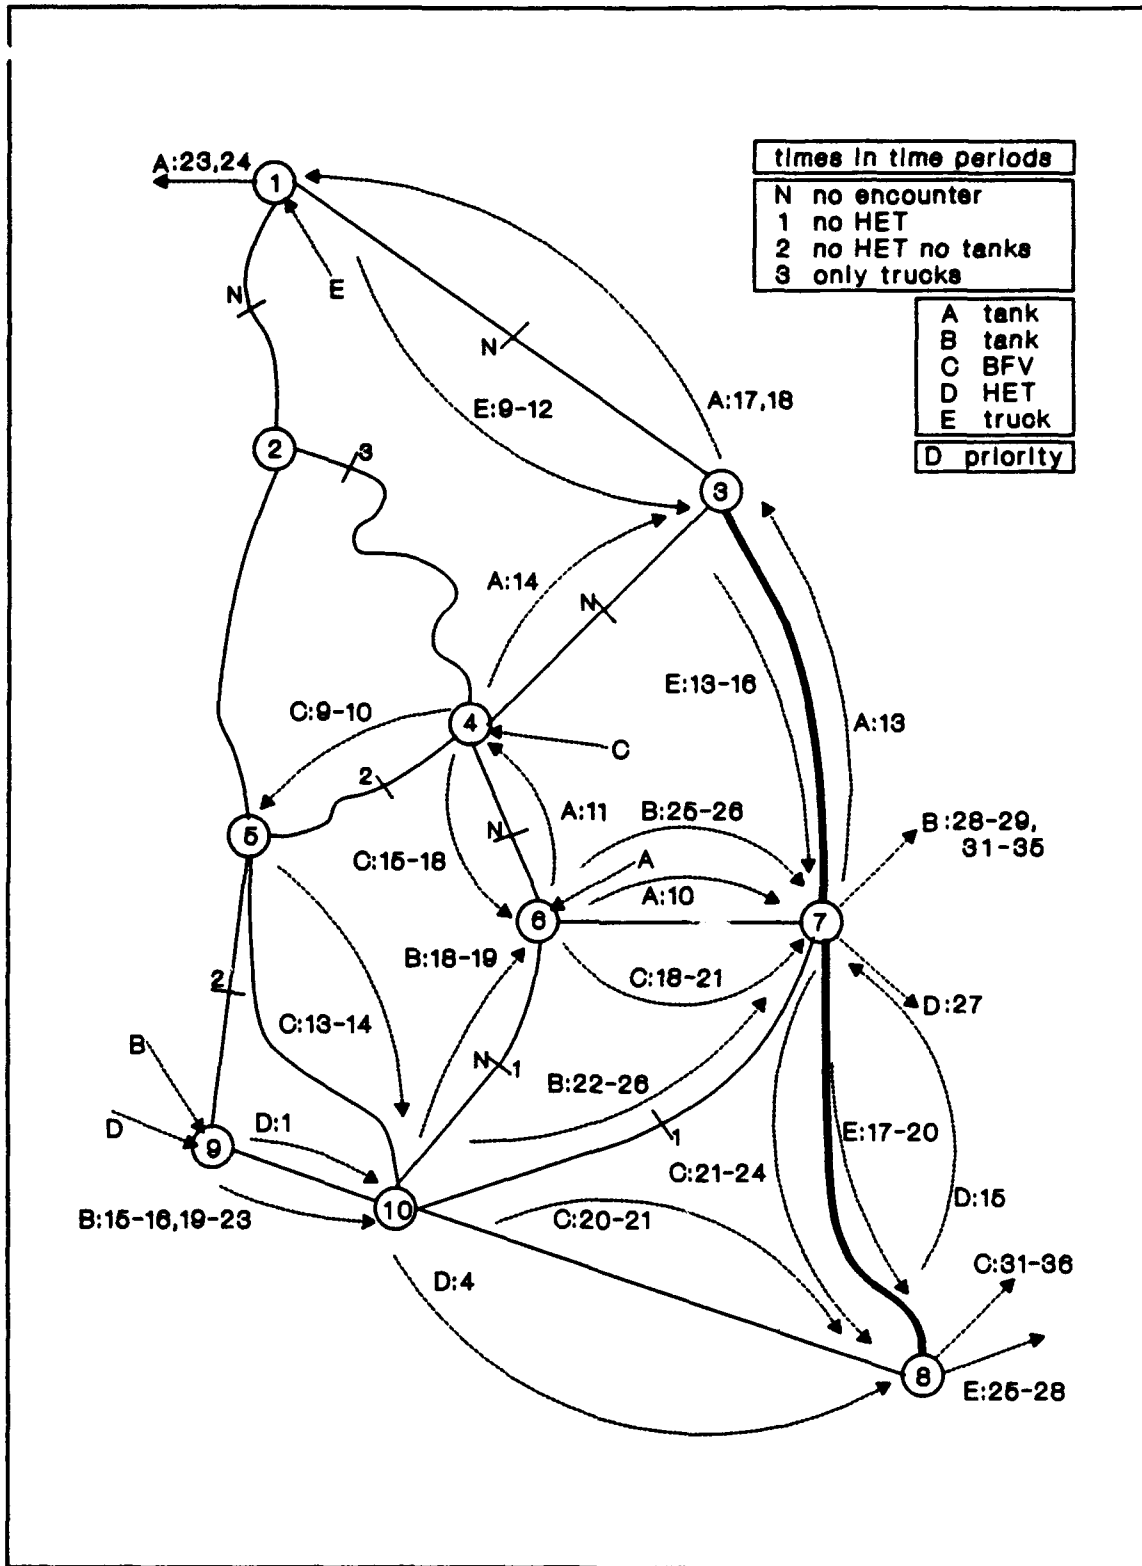 A:23,24
1
times in time periods
N no encounter
1 no HET
2 no HET no tanks
3 only trucks
A tank
B tank
C BFV
D HET
E truck
D priority
E
N
N
E:9-12
A:17,18
2
3
3
A:14
N
E:13-16
C:9-10
4
A:13
C
2
N
A:11
B:25-26
B:28-29,
31-35
5
C:15-18
A
A:10
6
7
B:18-19
C:18-21
D:27
2
C:13-14
N
1
B:22-26
B
D
9
D:1
1
E:17-20
C:21-24
D:15
B:15-16,19-23
10
C:20-21
D:4
C:31-36
8
E:25-28